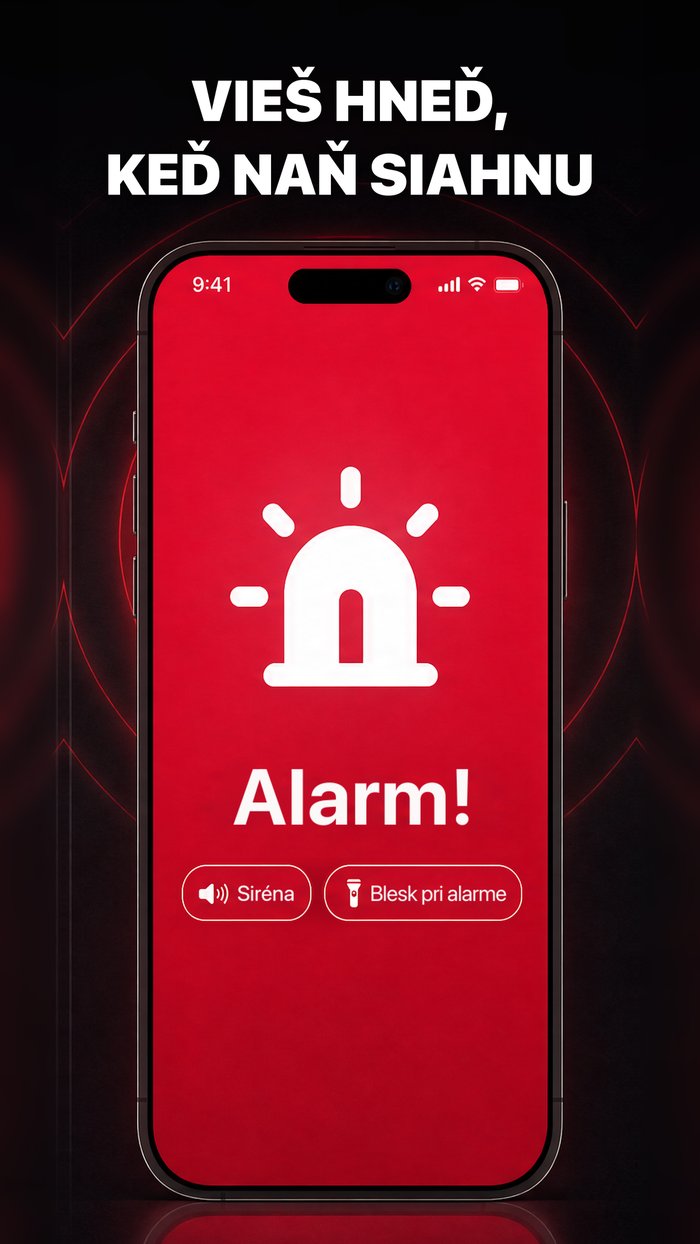 VIEŠ HNEĎ,
KEĎ NAŇ SIAHNU
9:41
Alarm!
Siréna
Blesk pri alarme